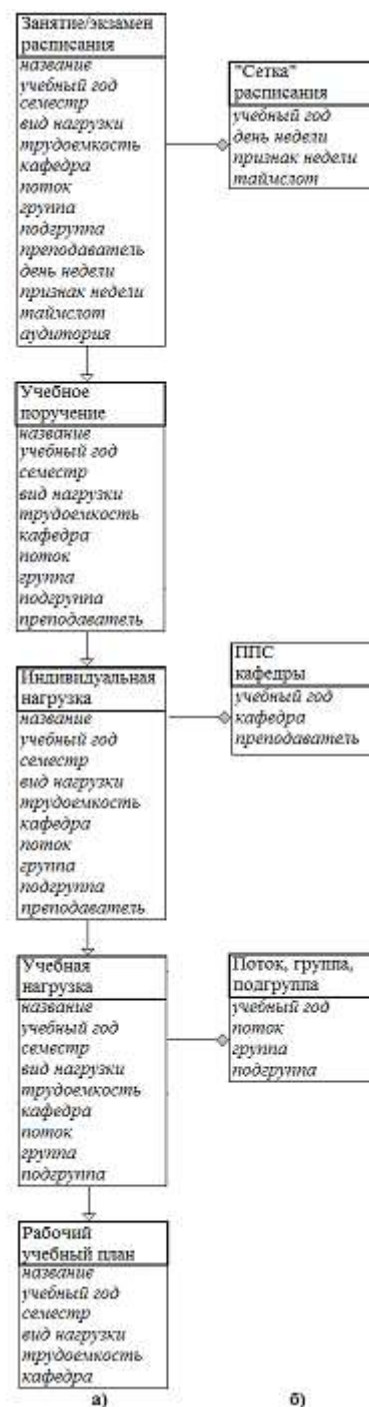 Занятие/экзамен
расписания
название
учебный год
семестр
вид нагрузки
трудоемкость
кафедра
поток
группа
подгруппа
преподаватель
день недели
признак недели
таймслот
аудитория
"Сетка"
расписания
учебный год
день недели
признак недели
таймслот
Учебное
поручение
название
учебный год
семестр
вид нагрузки
трудоемкость
кафедра
поток
группа
подгруппа
преподаватель
Индивидуальная
нагрузка
название
учебный год
семестр
вид нагрузки
трудоемкость
кафедра
поток
группа
подгруппа
преподаватель
ППС
кафедры
учебный год
кафедра
преподаватель
Учебная
нагрузка
название
учебный год
семестр
вид нагрузки
трудоемкость
кафедра
поток
группа
подгруппа
Поток, группа,
подгруппа
учебный год
поток
группа
подгруппа
Рабочий
учебный план
название
учебный год
семестр
вид нагрузки
трудоемкость
кафедра
а)
б)